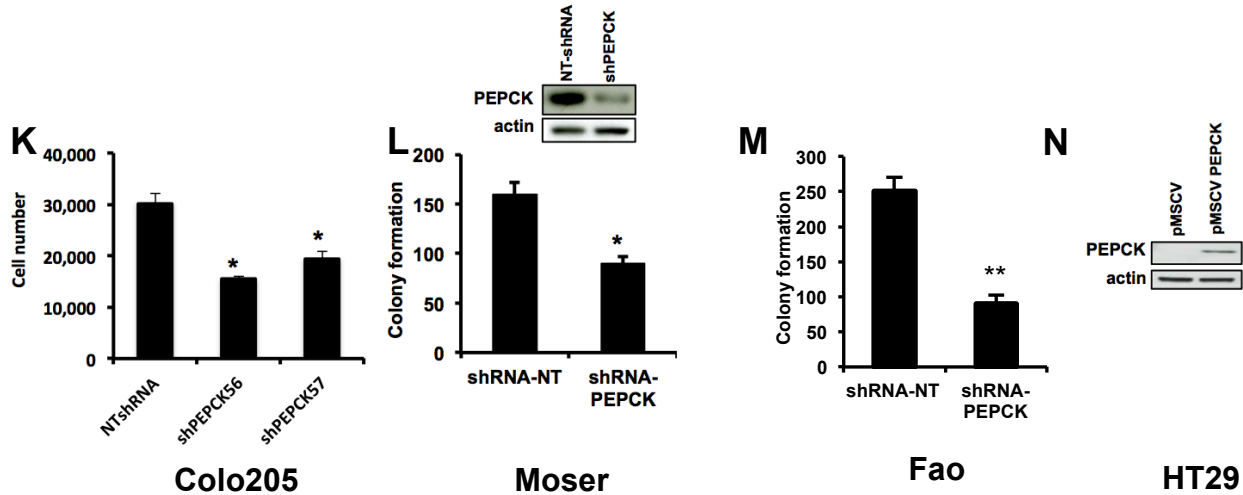 K
40,000
30,000
20,000
10,000
0
Cell number
*
*
NTshRNA
shPEPCK56
shPEPCK57
Colo205
L
NT-shRNA
shPEPCK
PEPCK
actin
200
150
100
50
0
Colony formation
*
shRNA-NT
shRNA-
PEPCK
Moser
M
300
250
200
150
100
50
0
Colony formation
**
shRNA-NT
shRNA-
PEPCK
Fao
N
pMSCV
pMSCV PEPCK
PEPCK
actin
HT29